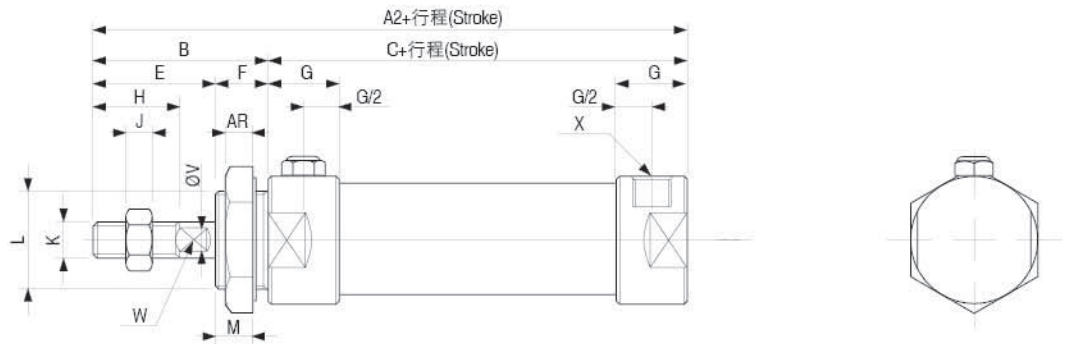 A2+行程(Stroke)
B
C+行程(Stroke)
E
F
G
G
H
G/2
G/2
J
AR
X
ØV
L
K
W
M